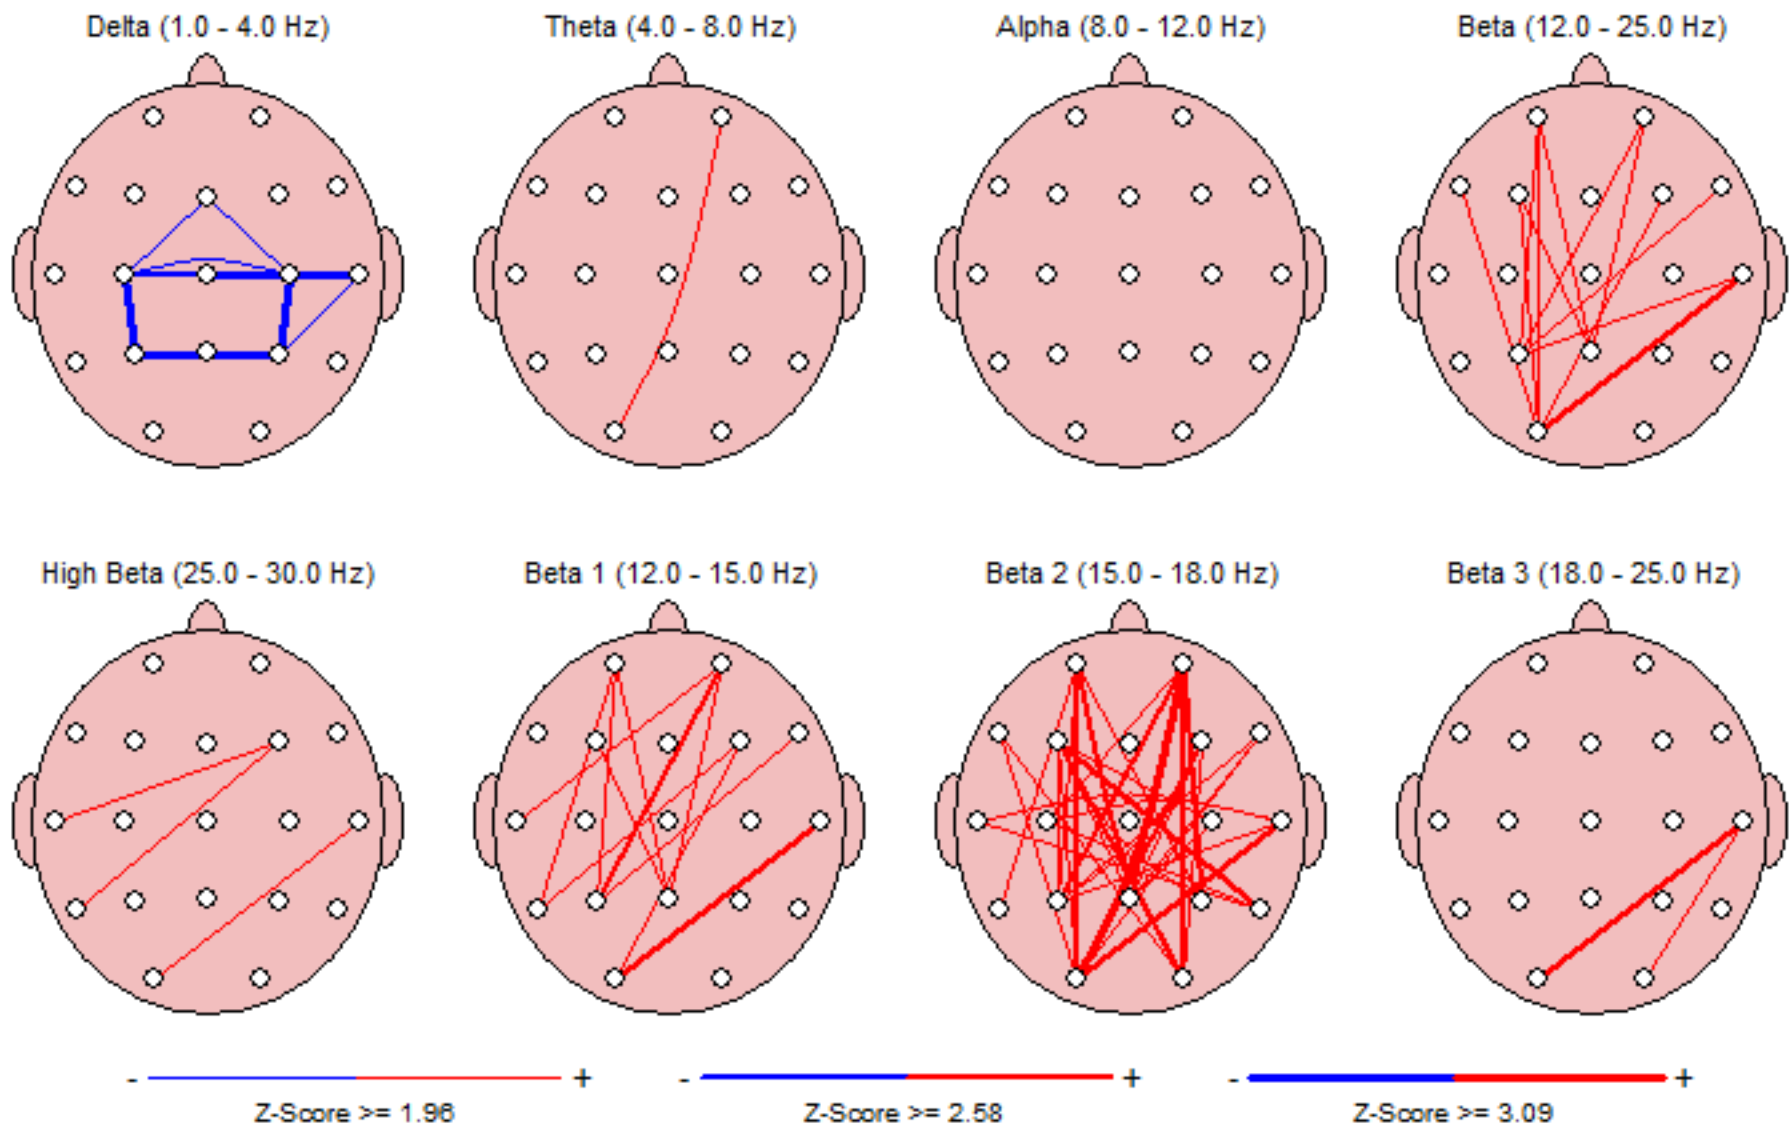 Delta (1.0 - 4.0 Hz)
Theta (4.0 - 8.0 Hz)
Alpha (8.0 - 12.0 Hz)
Beta (12.0 - 25.0 Hz)
High Beta (25.0 - 30.0 Hz)
Beta 1 (12.0 - 15.0 Hz)
Beta 2 (15.0 - 18.0 Hz)
Beta 3 (18.0 - 25.0 Hz)
- +
- +
- +
Z-Score >= 1.96
Z-Score >= 2.58
Z-Score >= 3.09